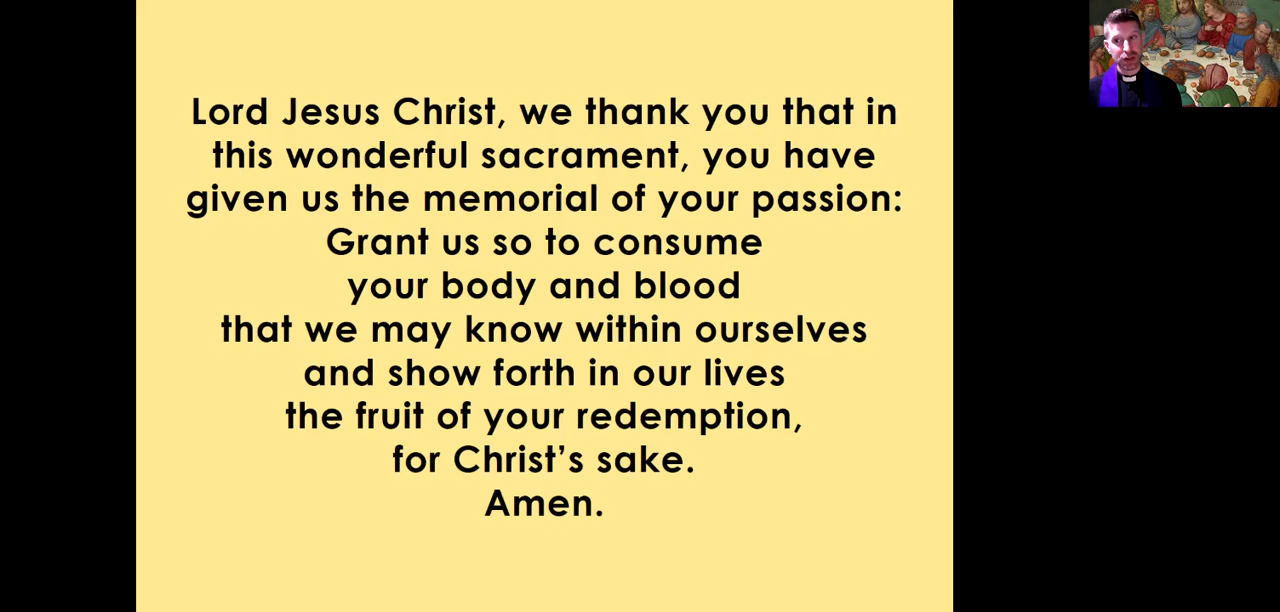 Lord Jesus Christ, we thank you that in
this wonderful sacrament, you have
given us the memorial of your passion:
Grant us so to consume
your body and blood
that we may know within ourselves
and show forth in our lives
the fruit of your redemption,
for Christ’s sake.
Amen.